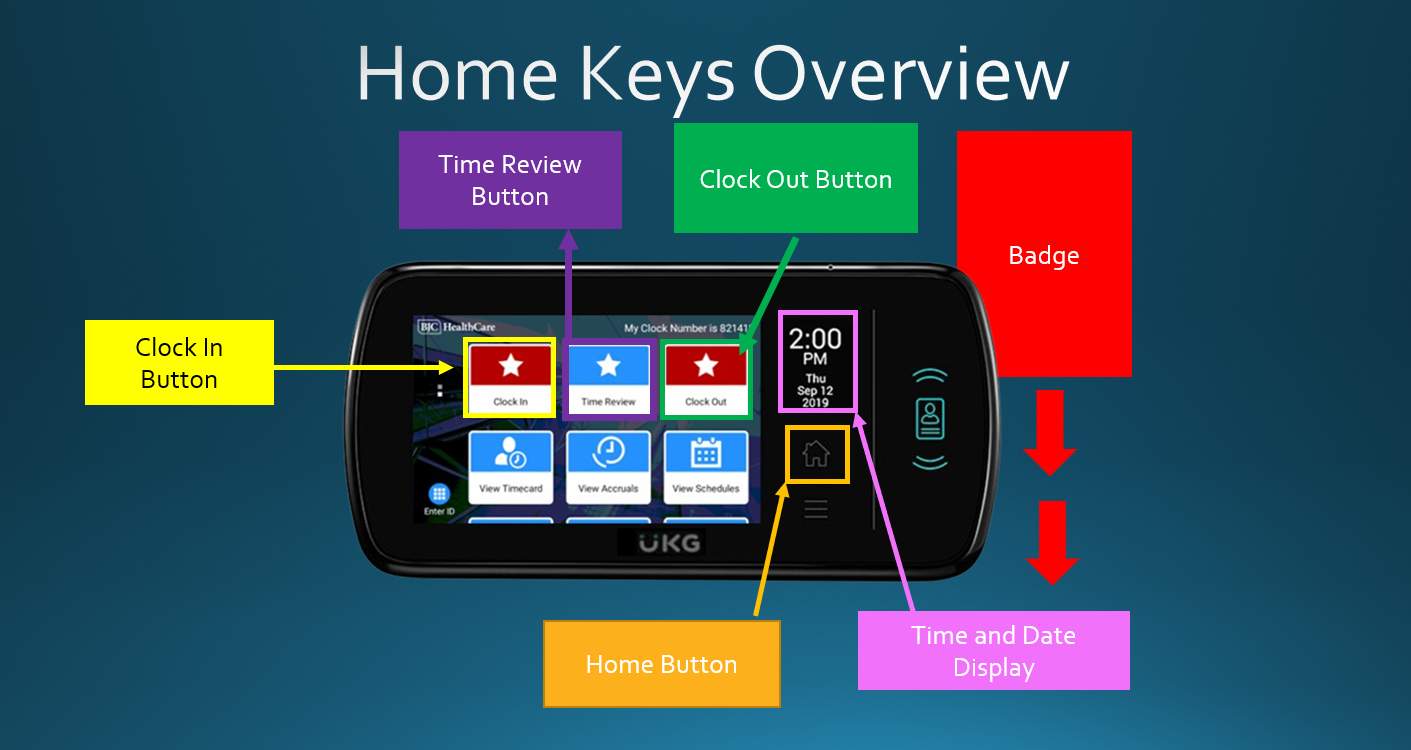 Home Keys Overview
Time Review
Button
Clock Out Button
Badge
Clock In
Button
BJC HealthCare
My Clock Number is
2:00
PM
Thu
Sep 12
2019
Clock In
Time Review
Clock Out
View Timecard
View Accruals
View Schedules
Enter ID
UKG
Home Button
Time and Date
Display